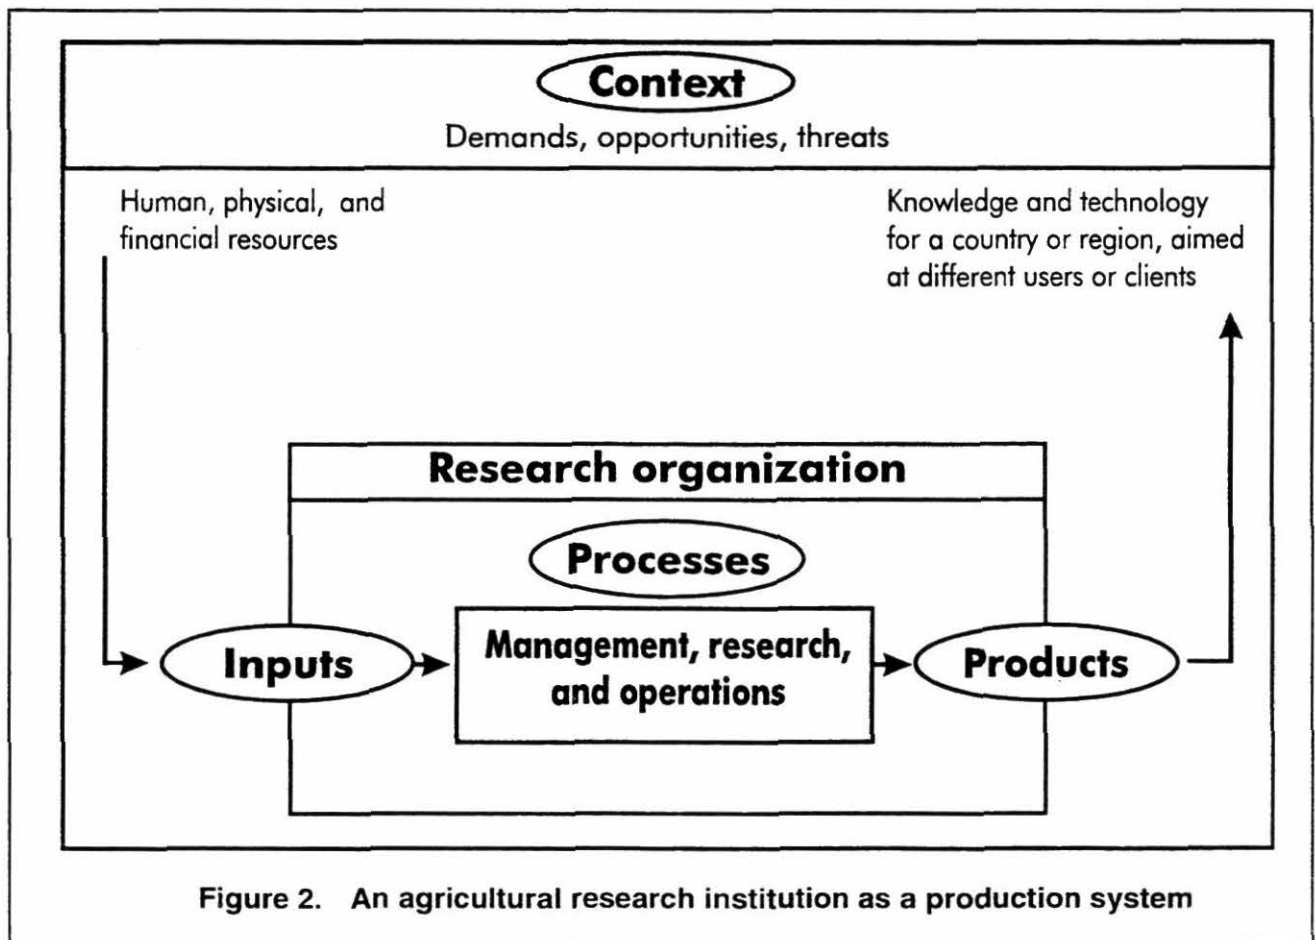 Context
Demands, opportunities, threats
Human, physical, and
financial resources
Knowledge and technology
for a country or region, aimed
at different users or clients
Research organization
Processes
Inputs
Management, research,
and operations
Products
Figure 2. An agricultural research institution as a production system